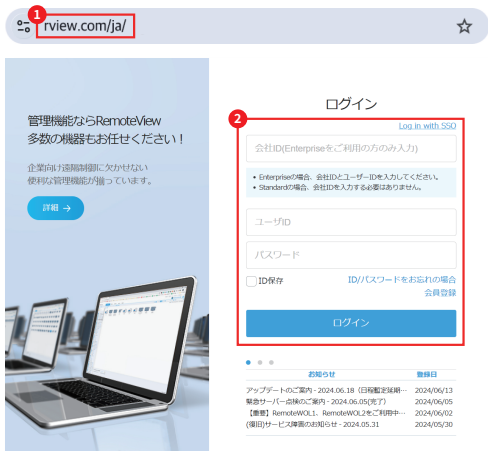 1
rview.com/ja/
管理機能ならRemoteView
多数の機器もお任せください！
企業向け遠隔制御に欠かせない
便利な管理機能が揃っています。
詳細 →
ログイン
2
Log in with SSO
会社ID(Enterpriseをご利用の方のみ入力)
• Enterpriseの場合、会社IDとユーザーIDを入力してください。
• Standardの場合、会社IDを入力する必要はありません。
ユーザID
パスワード
ID保存 ID/パスワードをお忘れの場合
会員登録
ログイン
お知らせ 登録日
アップデートのご案内 - 2024.06.18（日程暫定延期… 2024/06/13
緊急サーバー点検のご案内 - 2024.06.05(完了) 2024/06/05
【重要】RemoteWOL1、RemoteWOL2をご利用中… 2024/06/02
(復旧)サービス障害のお知らせ - 2024.05.31 2024/05/30